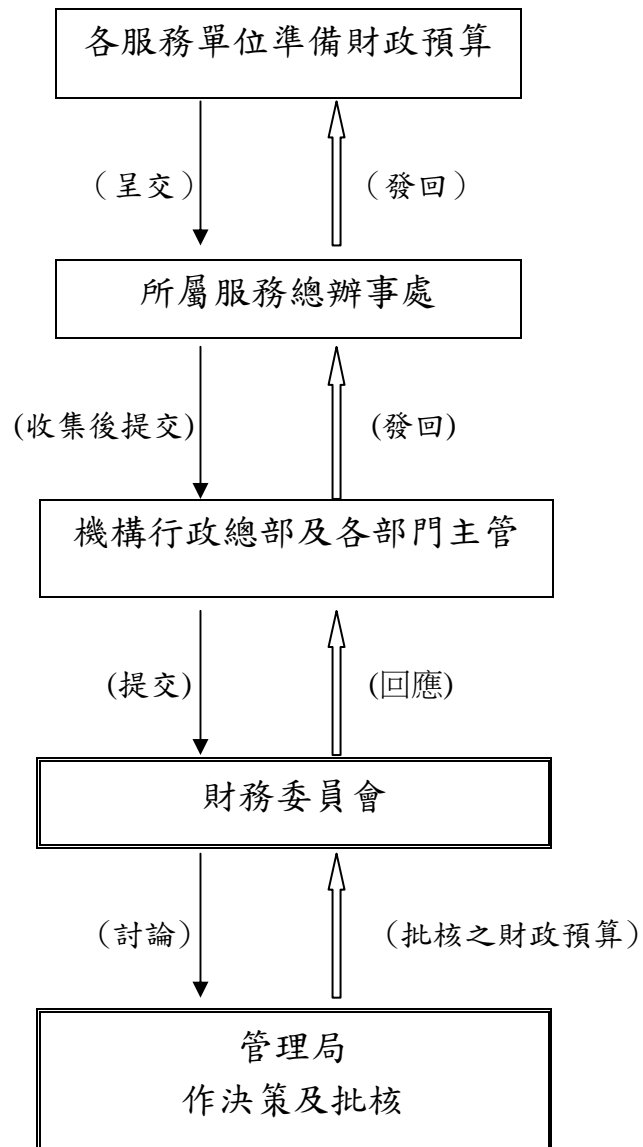 各服務單位準備財政預算
（呈交） （發回）
所屬服務總辦事處
(收集後提交) (發回)
機構行政總部及各部門主管
(提交) (回應)
財務委員會
（討論） （批核之財政預算）
管理局
作決策及批核